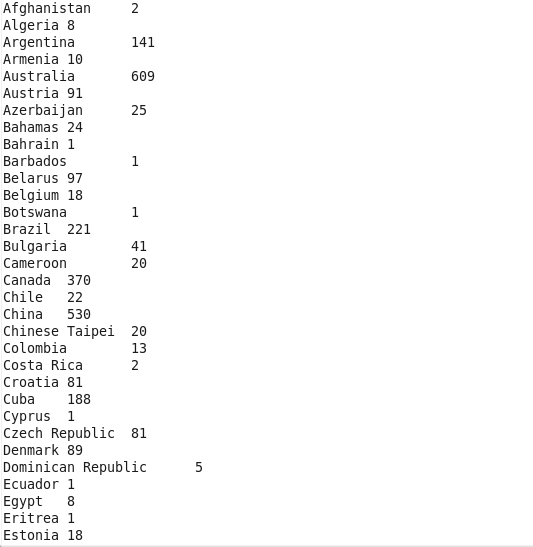 Afghanistan 2
Algeria 8
Argentina 141
Armenia 10
Australia 609
Austria 91
Azerbaijan 25
Bahamas 24
Bahrain 1
Barbados 1
Belarus 97
Belgium 18
Botswana 1
Brazil 221
Bulgaria 41
Cameroon 20
Canada 370
Chile 22
China 530
Chinese Taipei 20
Colombia 13
Costa Rica 2
Croatia 81
Cuba 188
Cyprus 1
Czech Republic 81
Denmark 89
Dominican Republic 5
Ecuador 1
Egypt 8
Eritrea 1
Estonia 18